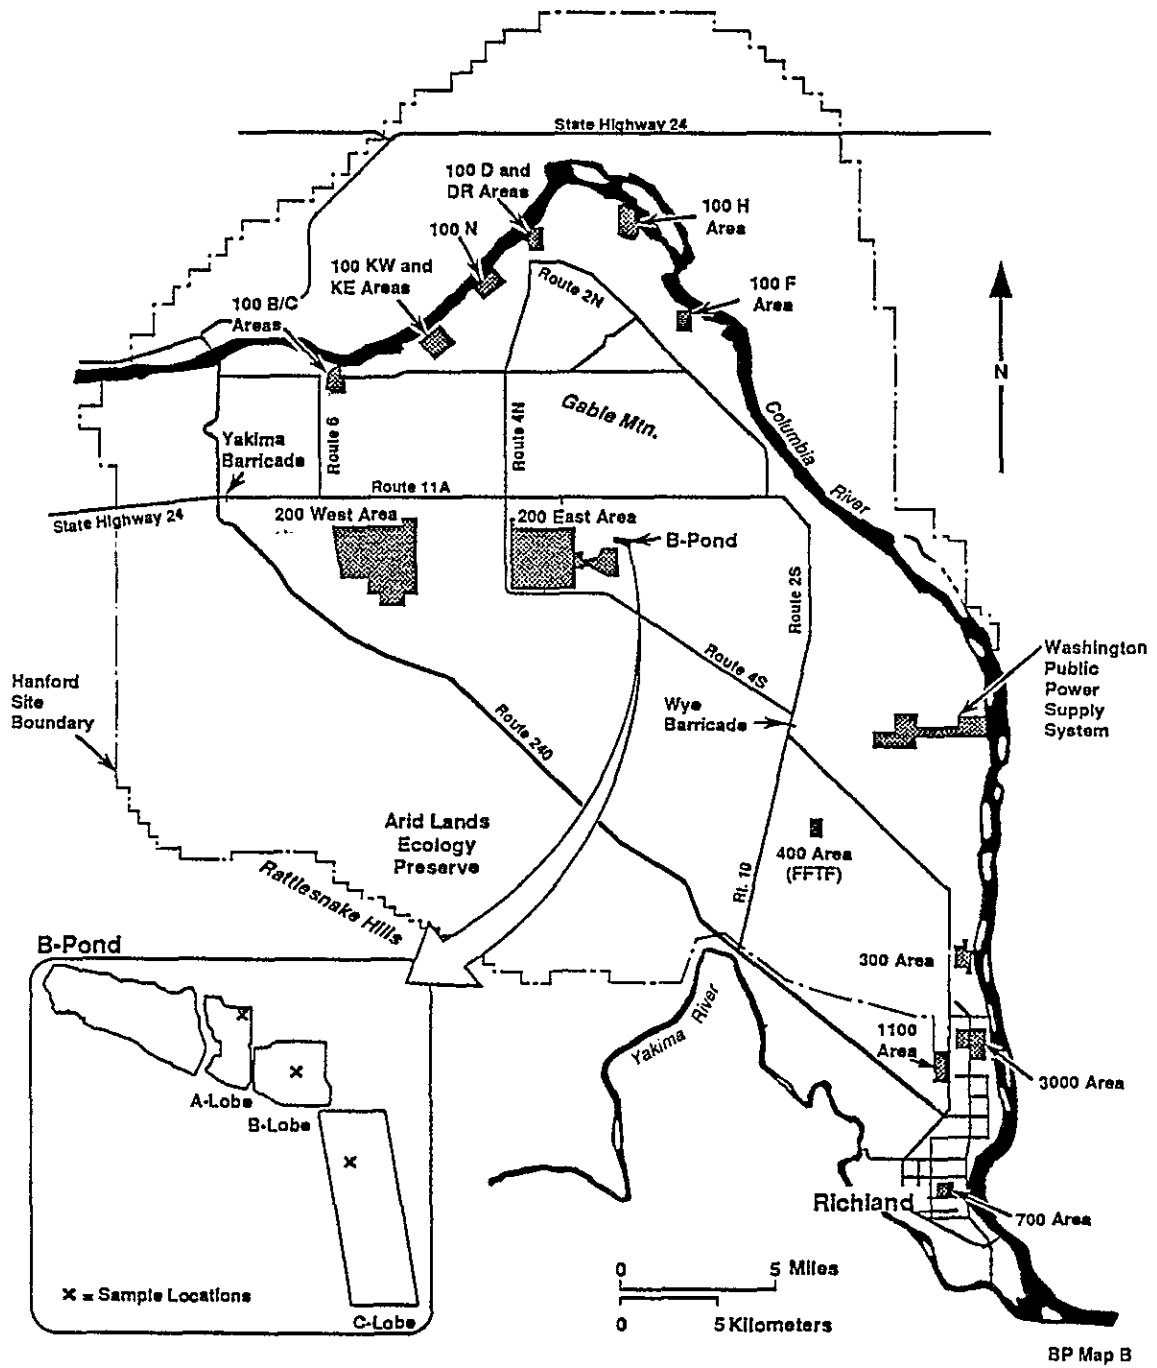 State Highway 24
100 D and
DR Areas
100 H
Area
100 N
100 KW and
KE Areas
Route 2N
100 F
Area
100 B/C
Areas
N
Gable Mtn.
Columbia
River
Route 6
Route 4N
Yakima
Barricade
Route 11A
State Highway 24
200 West Area
200 East Area
B-Pond
Route 2S
Hanford
Site
Boundary
Route 4S
Washington
Public
Power
Supply
System
Wye
Barricade
Route 240
Arid Lands
Ecology
Preserve
400 Area
(FFTF)
Rt. 10
Rattlesnake Hills
B-Pond
300 Area
Yakima River
1100
Area
3000 Area
A-Lobe
B-Lobe
Richland
700 Area
x = Sample Locations
C-Lobe
0 5 Miles
0 5 Kilometers
BP Map B